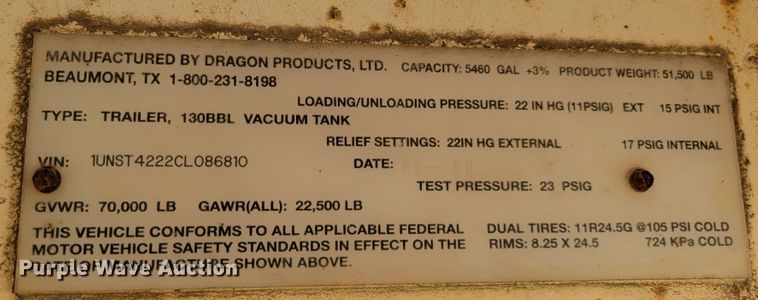 MANUFACTURED BY DRAGON PRODUCTS, LTD. CAPACITY: 5460 GAL +3% PRODUCT WEIGHT: 51,500 LB
BEAUMONT, TX 1-800-231-8198
LOADING/UNLOADING PRESSURE: 22 IN HG (11PSIG) EXT 15 PSIG INT
TYPE: TRAILER, 130BBL VACUUM TANK
RELIEF SETTINGS: 22IN HG EXTERNAL 17 PSIG INTERNAL
VIN: 1UNST4222CL086810 DATE:
TEST PRESSURE: 23 PSIG
GVWR: 70,000 LB GAWR(ALL): 22,500 LB
THIS VEHICLE CONFORMS TO ALL APPLICABLE FEDERAL DUAL TIRES: 11R24.5G @105 PSI COLD
MOTOR VEHICLE SAFETY STANDARDS IN EFFECT ON THE RIMS: 8.25 X 24.5 724 KPa COLD
MANUFACTURE SHOWN ABOVE.
Purple Wave Auction